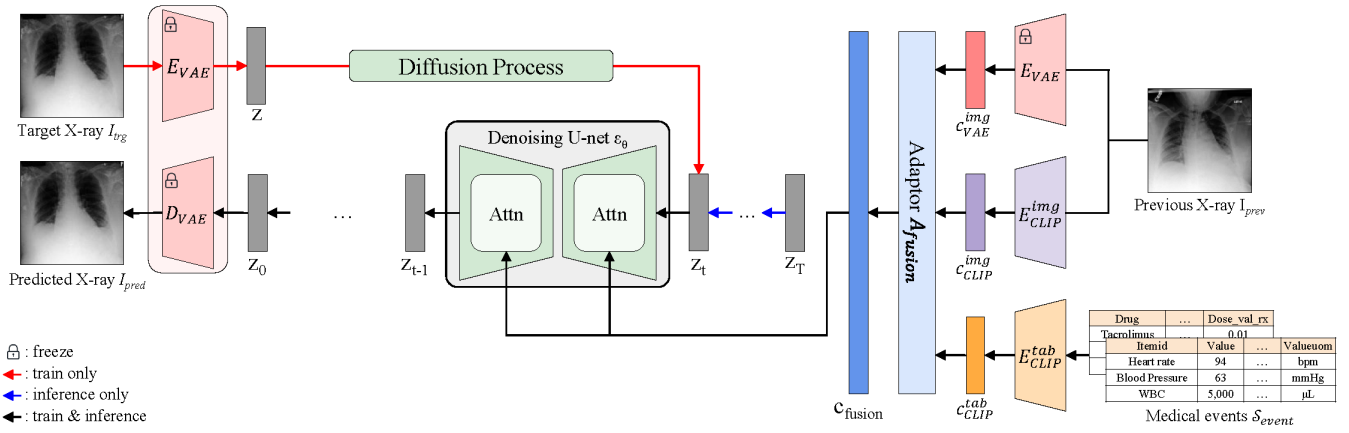 Target X-ray I_trg
E_VAE
z
Diffusion Process
Denoising U-net ε_θ
Attn
Attn
Predicted X-ray I_pred
D_VAE
z_0
...
z_t-1
z_t
...
z_T
c_fusion
Adaptor A_fusion
c_VAE^img
E_VAE
c_CLIP^img
E_CLIP^img
Previous X-ray I_prev
c_CLIP^tab
E_CLIP^tab
Drug … Dose_val_rx
Tacrolimus … 0.01
Itemid Value … Valueuom
Heart rate 94 … bpm
Blood Pressure 63 … mmHg
WBC 5,000 … μL
Medical events S_event
: freeze
: train only
: inference only
: train & inference